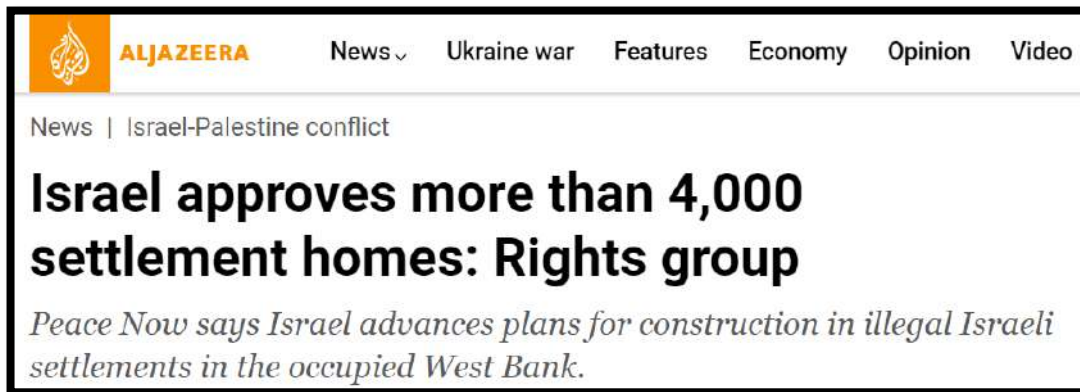 ALJAZEERA News Ukraine war Features Economy Opinion Video
News | Israel-Palestine conflict
Israel approves more than 4,000
settlement homes: Rights group
Peace Now says Israel advances plans for construction in illegal Israeli
settlements in the occupied West Bank.